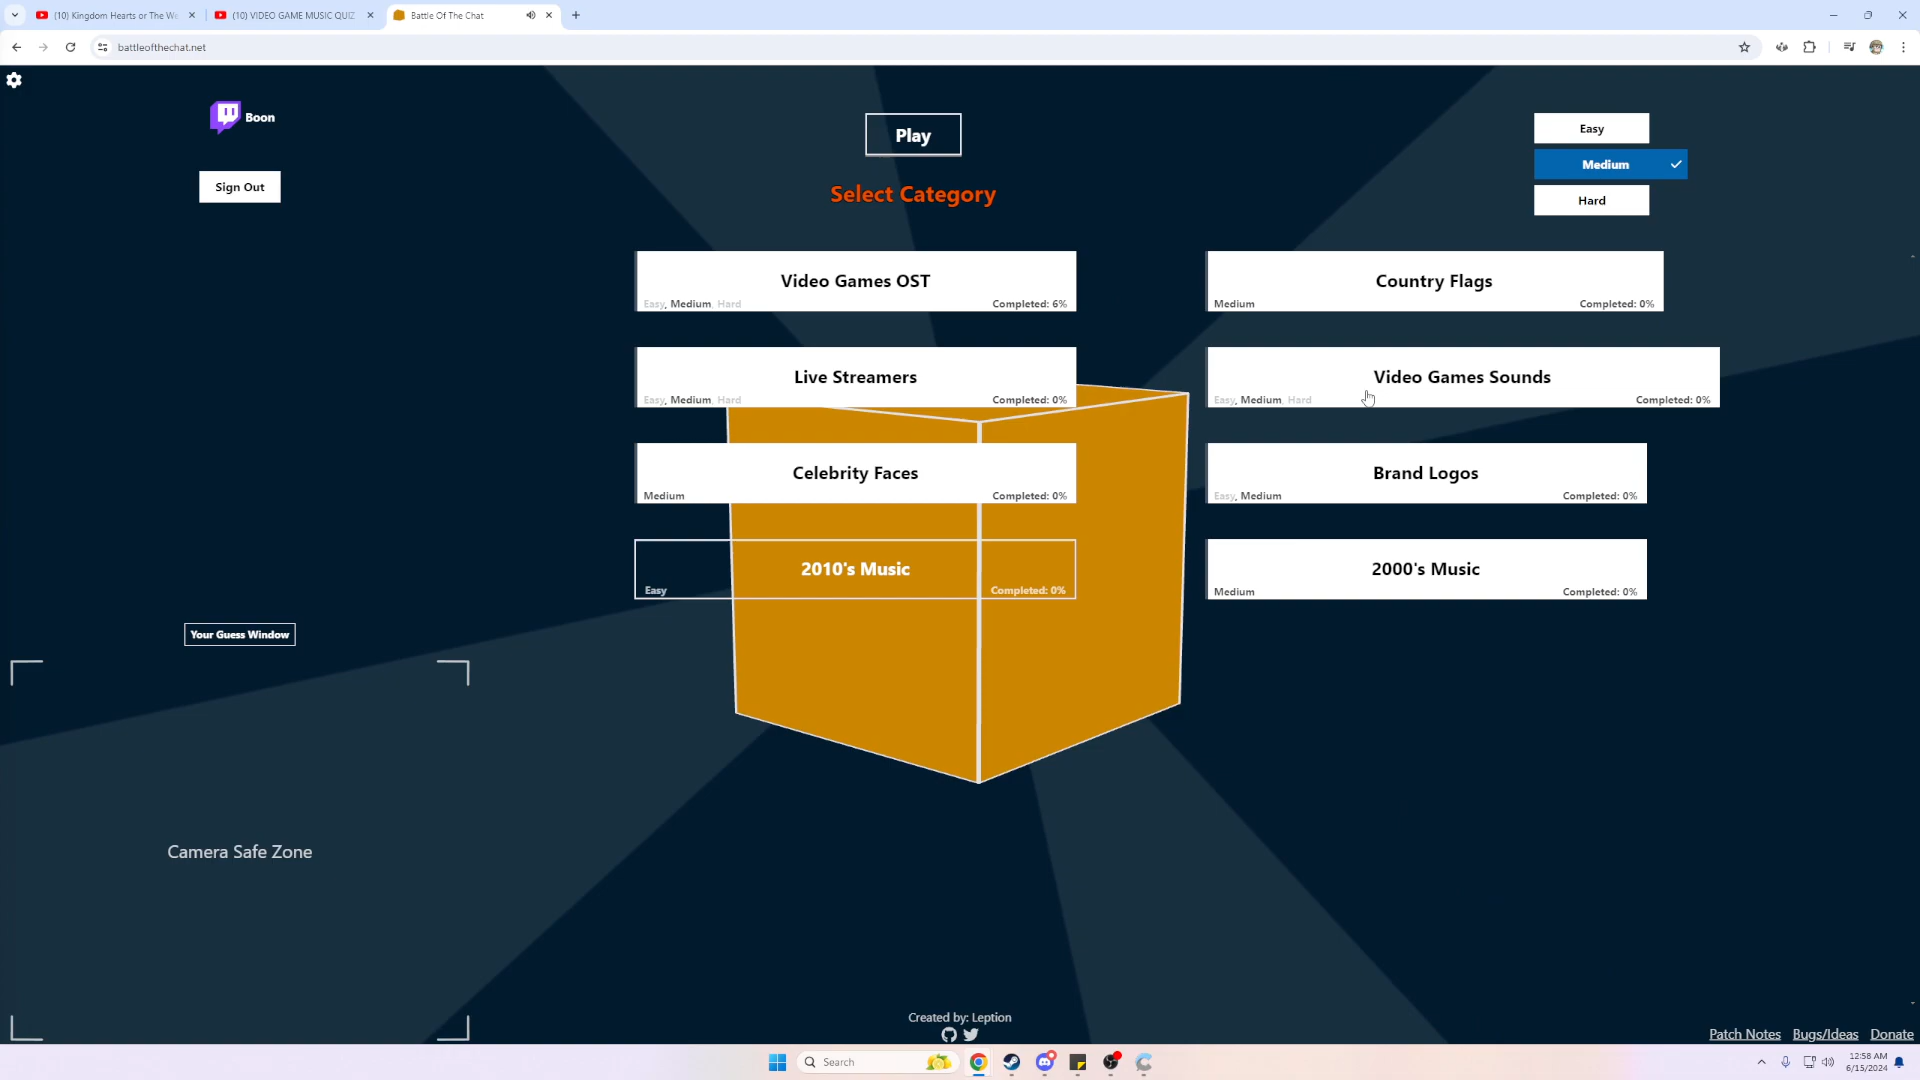 (10) Kingdom Hearts or The We
(10) VIDEO GAME MUSIC QUIZ
Battle Of The Chat
battleofthechat.net
Boon
Play
Easy
Medium
Sign Out
Select Category
Hard
Video Games OST
Easy, Medium, Hard
Completed: 6%
Country Flags
Medium
Completed: 0%
Live Streamers
Easy, Medium, Hard
Completed: 0%
Video Games Sounds
Easy, Medium, Hard
Completed: 0%
Celebrity Faces
Medium
Completed: 0%
Brand Logos
Easy, Medium
Completed: 0%
2010's Music
Easy
Completed: 0%
2000's Music
Medium
Completed: 0%
Your Guess Window
Camera Safe Zone
Created by: Leption
Patch Notes
Bugs/Ideas
Donate
Search
12:58 AM
6/15/2024